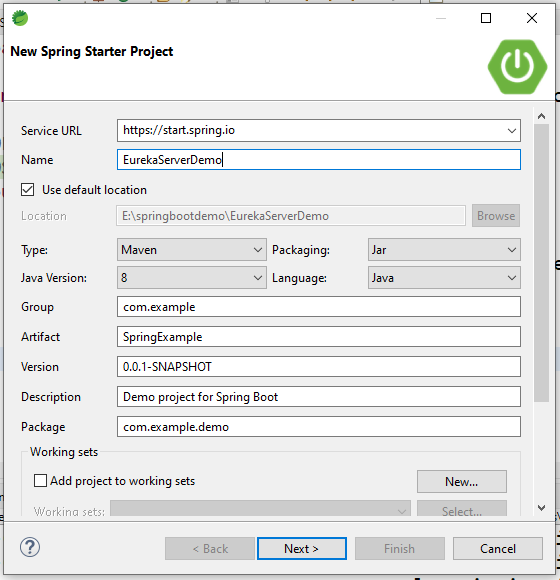 New Spring Starter Project
Service URL https://start.spring.io
Name EurekaServerDemo
Use default location
Location E:\springbootdemo\EurekaServerDemo Browse
Type: Maven Packaging: Jar
Java Version: 8 Language: Java
Group com.example
Artifact SpringExample
Version 0.0.1-SNAPSHOT
Description Demo project for Spring Boot
Package com.example.demo
Working sets
Add project to working sets New...
Working sets: Select...
? < Back Next > Finish Cancel